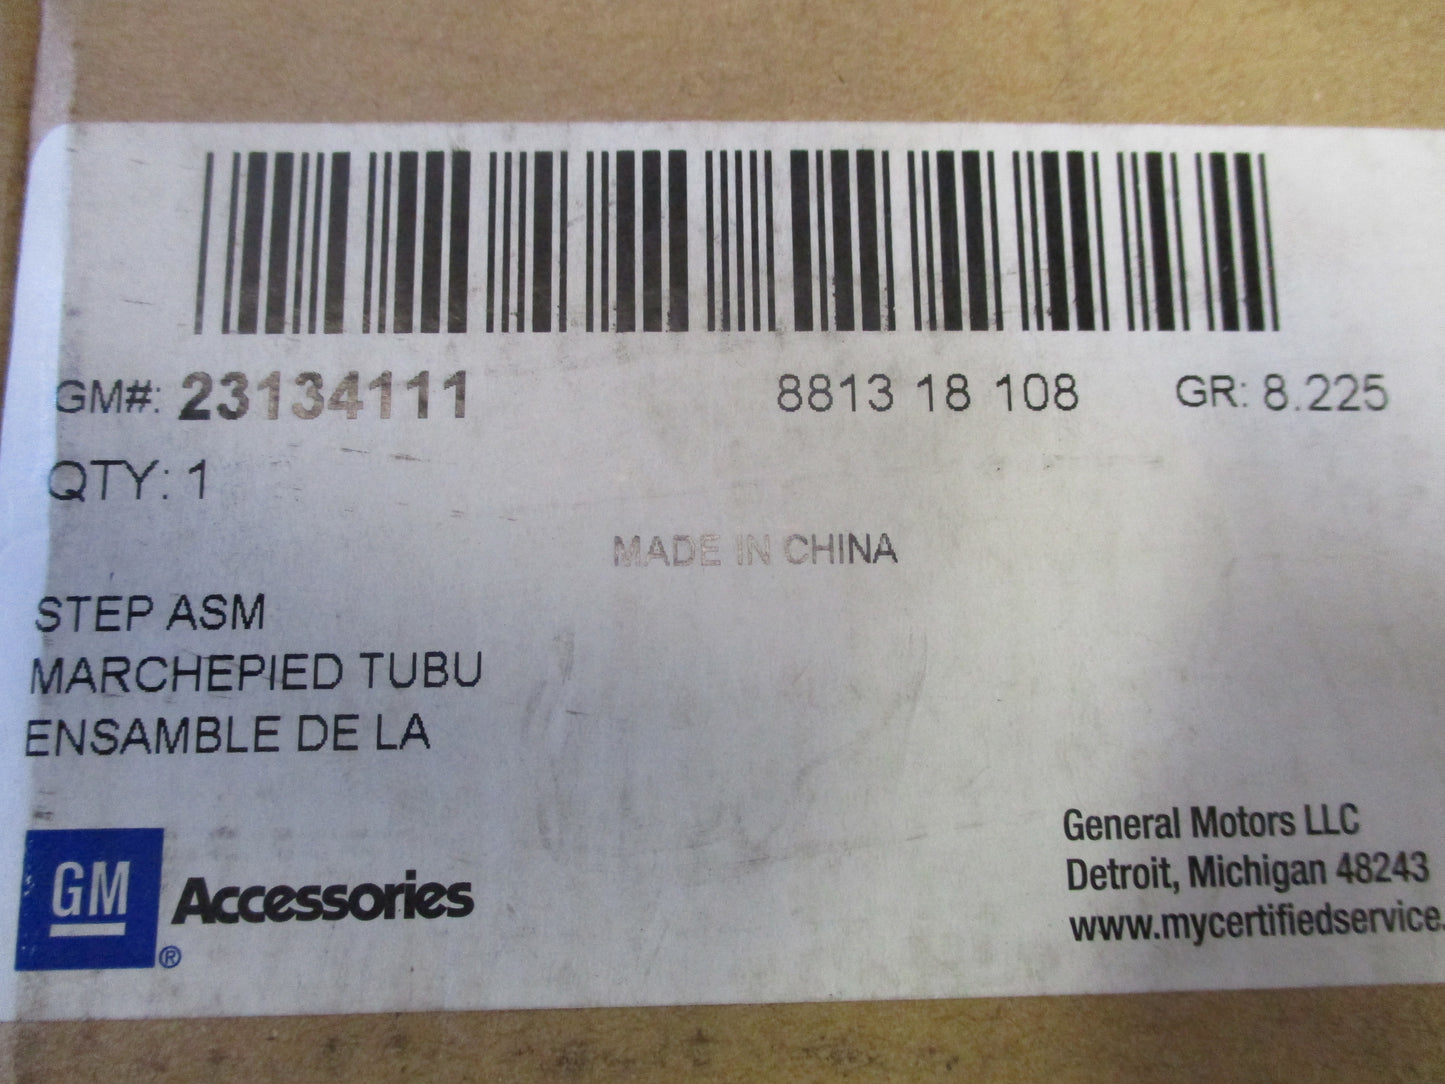 GM#: 23134111 8813 18 108 GR: 8.225
QTY: 1
MADE IN CHINA
STEP ASM
MARCHEPIED TUBU
ENSAMBLE DE LA
GM
® Accessories
General Motors LLC
Detroit, Michigan 48243
www.mycertifiedservice.